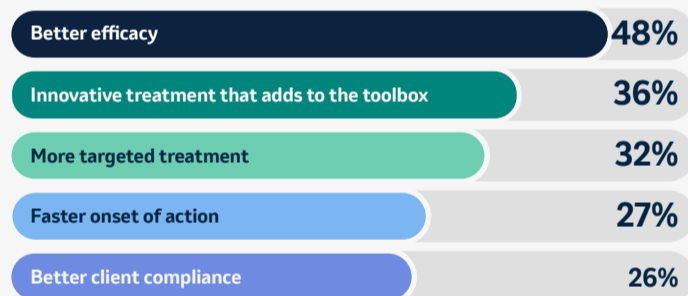 Better efficacy 48%
Innovative treatment that adds to the toolbox 36%
More targeted treatment 32%
Faster onset of action 27%
Better client compliance 26%